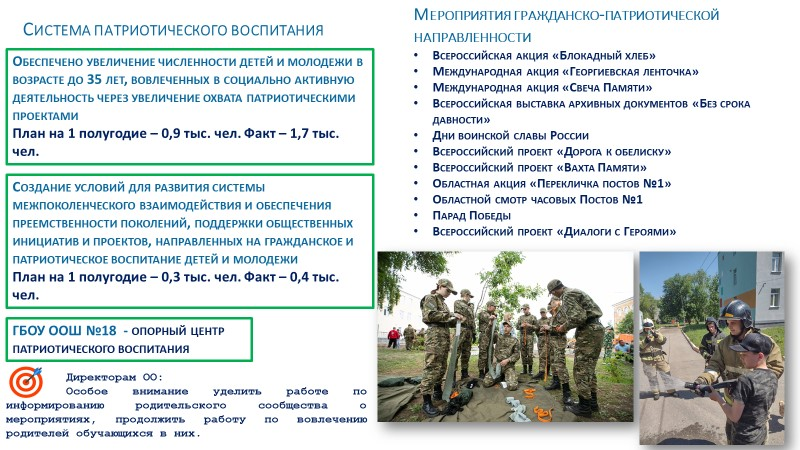 Система патриотического воспитания
Обеспечено увеличение численности детей и молодежи в
возрасте до 35 лет, вовлеченных в социально активную
деятельность через увеличение охвата патриотическими
проектами
План на 1 полугодие – 0,9 тыс. чел. Факт – 1,7 тыс.
чел.
Создание условий для развития системы
межпоколенческого взаимодействия и обеспечения
преемственности поколений, поддержки общественных
инициатив и проектов, направленных на гражданское и
патриотическое воспитание детей и молодежи
План на 1 полугодие – 0,3 тыс. чел. Факт – 0,4 тыс.
чел.
ГБОУ ООШ №18 - опорный центр
патриотического воспитания
Директорам ОО:
Особое внимание уделить работе по
информированию родительского сообщества о
мероприятиях, продолжить работу по вовлечению
родителей обучающихся в них.
Мероприятия гражданско-патриотической
направленности
• Всероссийская акция «Блокадный хлеб»
• Международная акция «Георгиевская ленточка»
• Международная акция «Свеча Памяти»
• Всероссийская выставка архивных документов «Без срока
давности»
• Дни воинской славы России
• Всероссийский проект «Дорога к обелиску»
• Всероссийский проект «Вахта Памяти»
• Областная акция «Перекличка постов №1»
• Областной смотр часовых Постов №1
• Парад Победы
• Всероссийский проект «Диалоги с Героями»